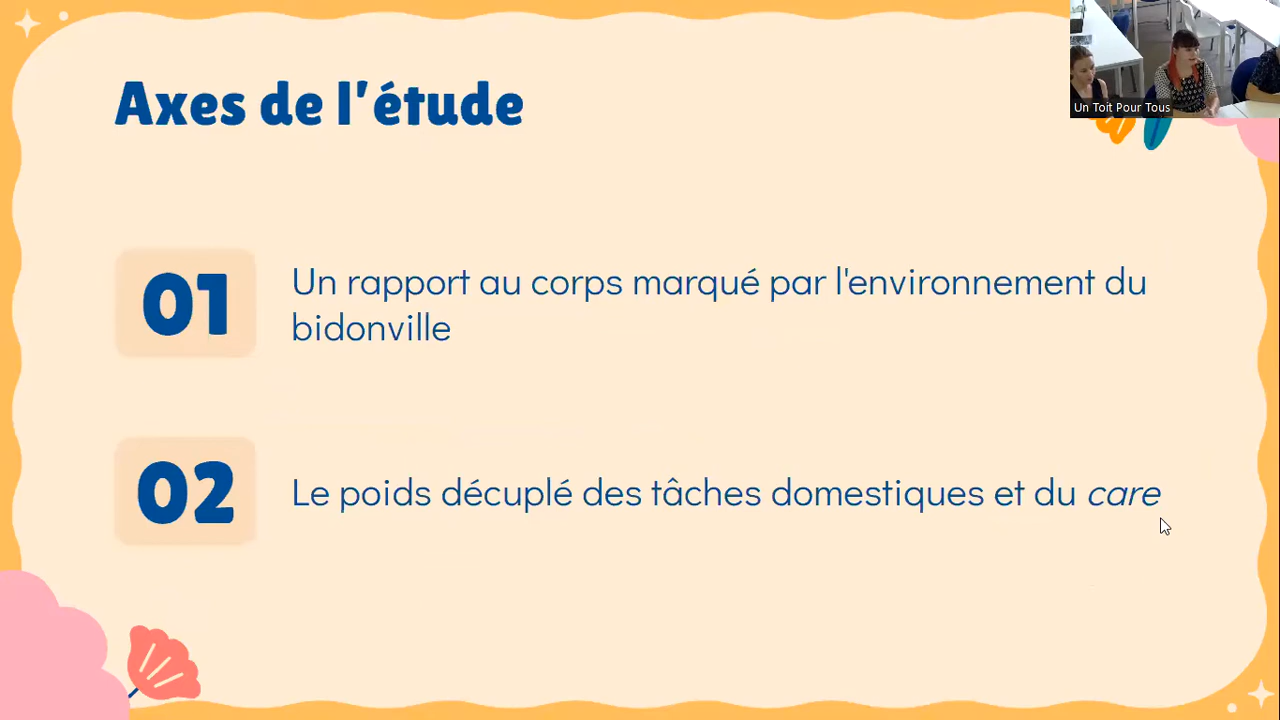 Axes de l'étude
Un Toit Pour Tous
01
Un rapport au corps marqué par l'environnement du
bidonville
02
Le poids décuplé des tâches domestiques et du care